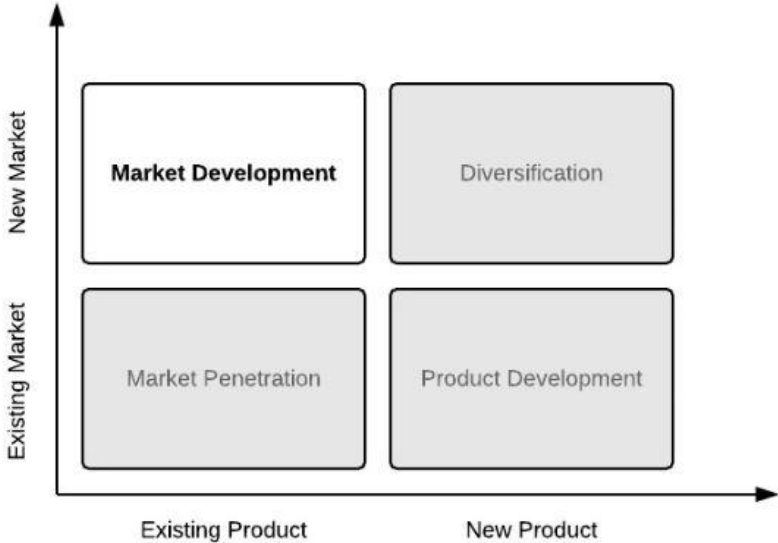 New Market
Market Development
Diversification
Existing Market
Market Penetration
Product Development
Existing Product
New Product